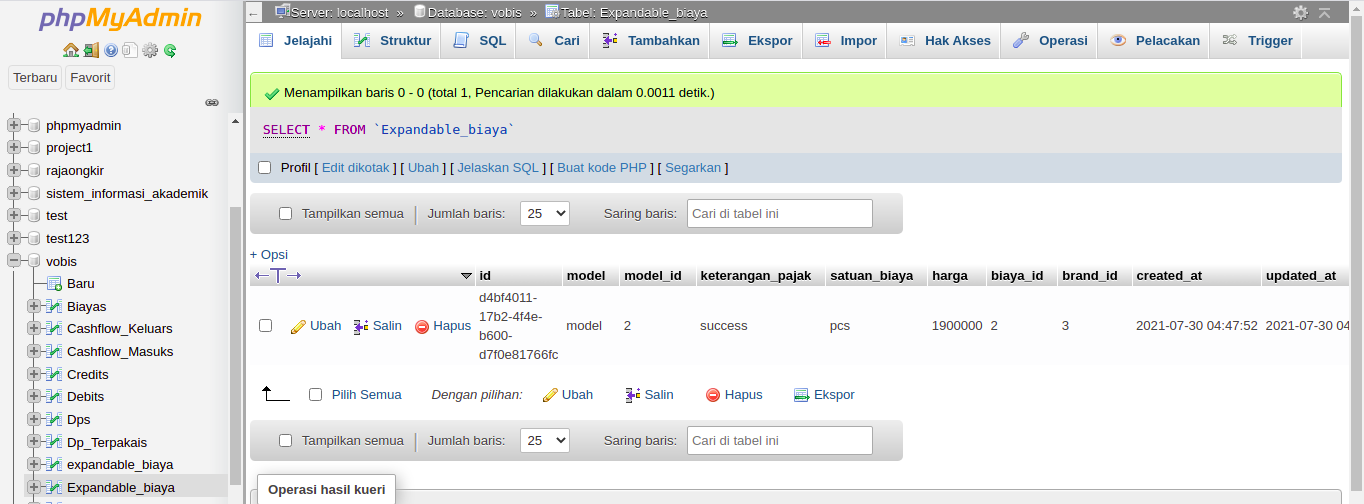 phpMyAdmin
Terbaru Favorit
phpmyadmin
project1
rajaongkir
sistem_informasi_akademik
test
test123
vobis
Baru
Biayas
Cashflow_Keluars
Cashflow_Masuks
Credits
Debits
Dps
Dp_Terpakais
expandable_biaya
Expandable_biaya
Server: localhost » Database: vobis » Tabel: Expandable_biaya
Jelajahi Struktur SQL Cari Tambahkan Ekspor Impor Hak Akses Operasi Pelacakan Trigger
Menampilkan baris 0 - 0 (total 1, Pencarian dilakukan dalam 0.0011 detik.)
SELECT * FROM `Expandable_biaya`
Profil [ Edit dikotak ] [ Ubah ] [ Jelaskan SQL ] [ Buat kode PHP ] [ Segarkan ]
Tampilkan semua | Jumlah baris: 25 Saring baris: Cari di tabel ini
+ Opsi
←T→ id model model_id keterangan_pajak satuan_biaya harga biaya_id brand_id created_at updated_at
Ubah Salin Hapus d4bf4011-17b2-4f4e-b600-d7f0e81766fc model 2 success pcs 1900000 2 3 2021-07-30 04:47:52 2021-07-30 04
Pilih Semua Dengan pilihan: Ubah Salin Hapus Ekspor
Tampilkan semua | Jumlah baris: 25 Saring baris: Cari di tabel ini
Operasi hasil kueri